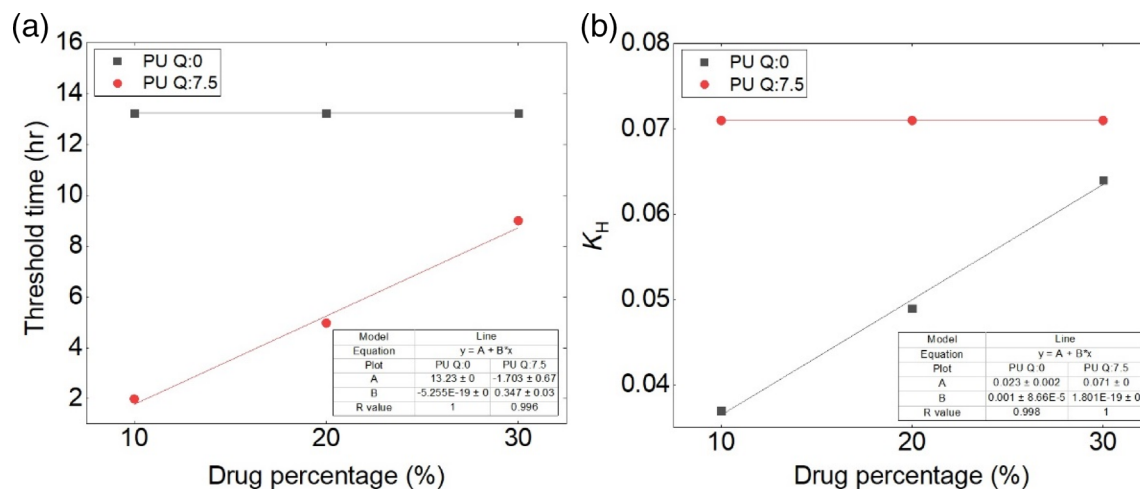 (a)
16
14
12
10
8
6
4
2
Threshold time (hr)
PU Q:0
PU Q:7.5
Model Line
Equation y = A + B*x
Plot PU Q:0 PU Q:7.5
A 13.23 ± 0 -1.703 ± 0.67
B -5.255E-19 ± 0 0.347 ± 0.03
R value 1 0.996
10 20 30
Drug percentage (%)
(b)
0.08
0.07
0.06
0.05
0.04
KH
PU Q:0
PU Q:7.5
Model Line
Equation y = A + B*x
Plot PU Q:0 PU Q:7.5
A 0.023 ± 0.002 0.071 ± 0
B 0.001 ± 8.66E-5 1.801E-19 ± 0
R value 0.998 1
10 20 30
Drug percentage (%)